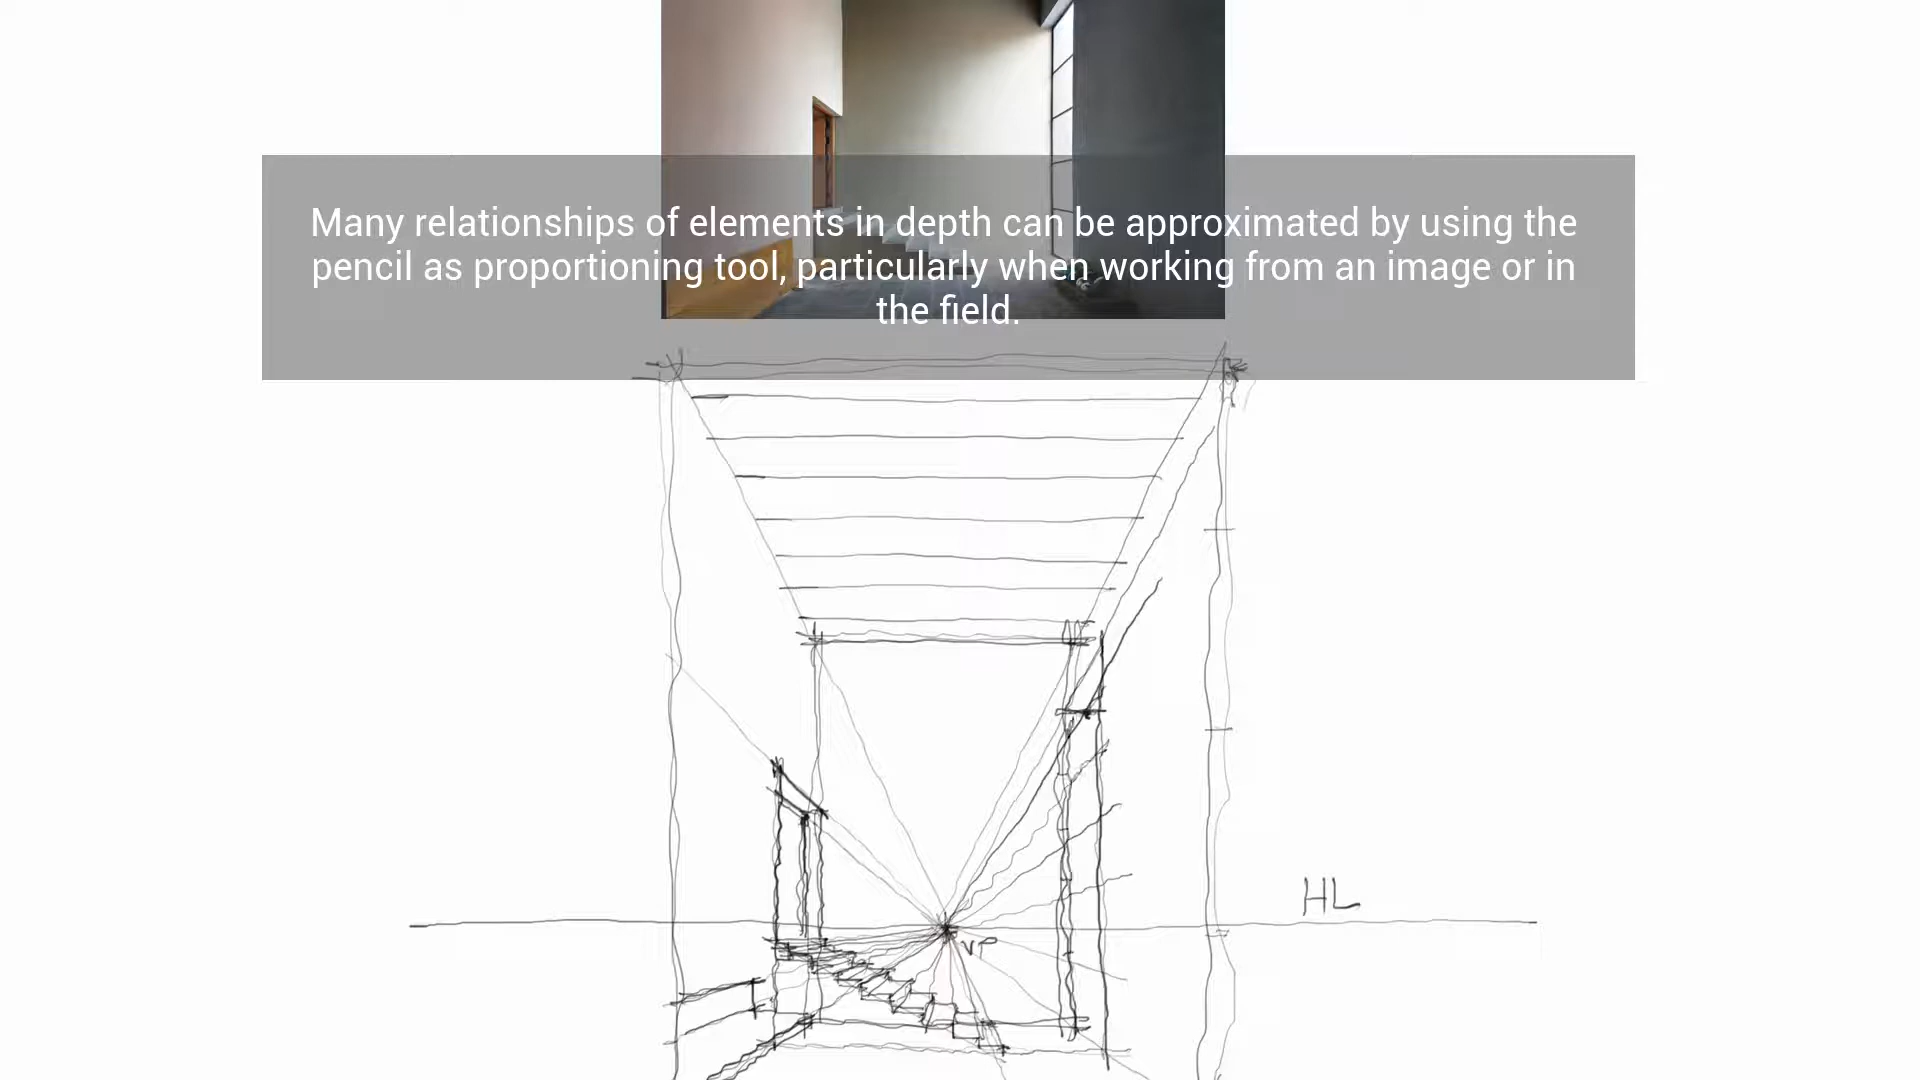 Many relationships of elements in depth can be approximated by using the
pencil as proportioning tool, particularly when working from an image or in
the field.
HL
VP